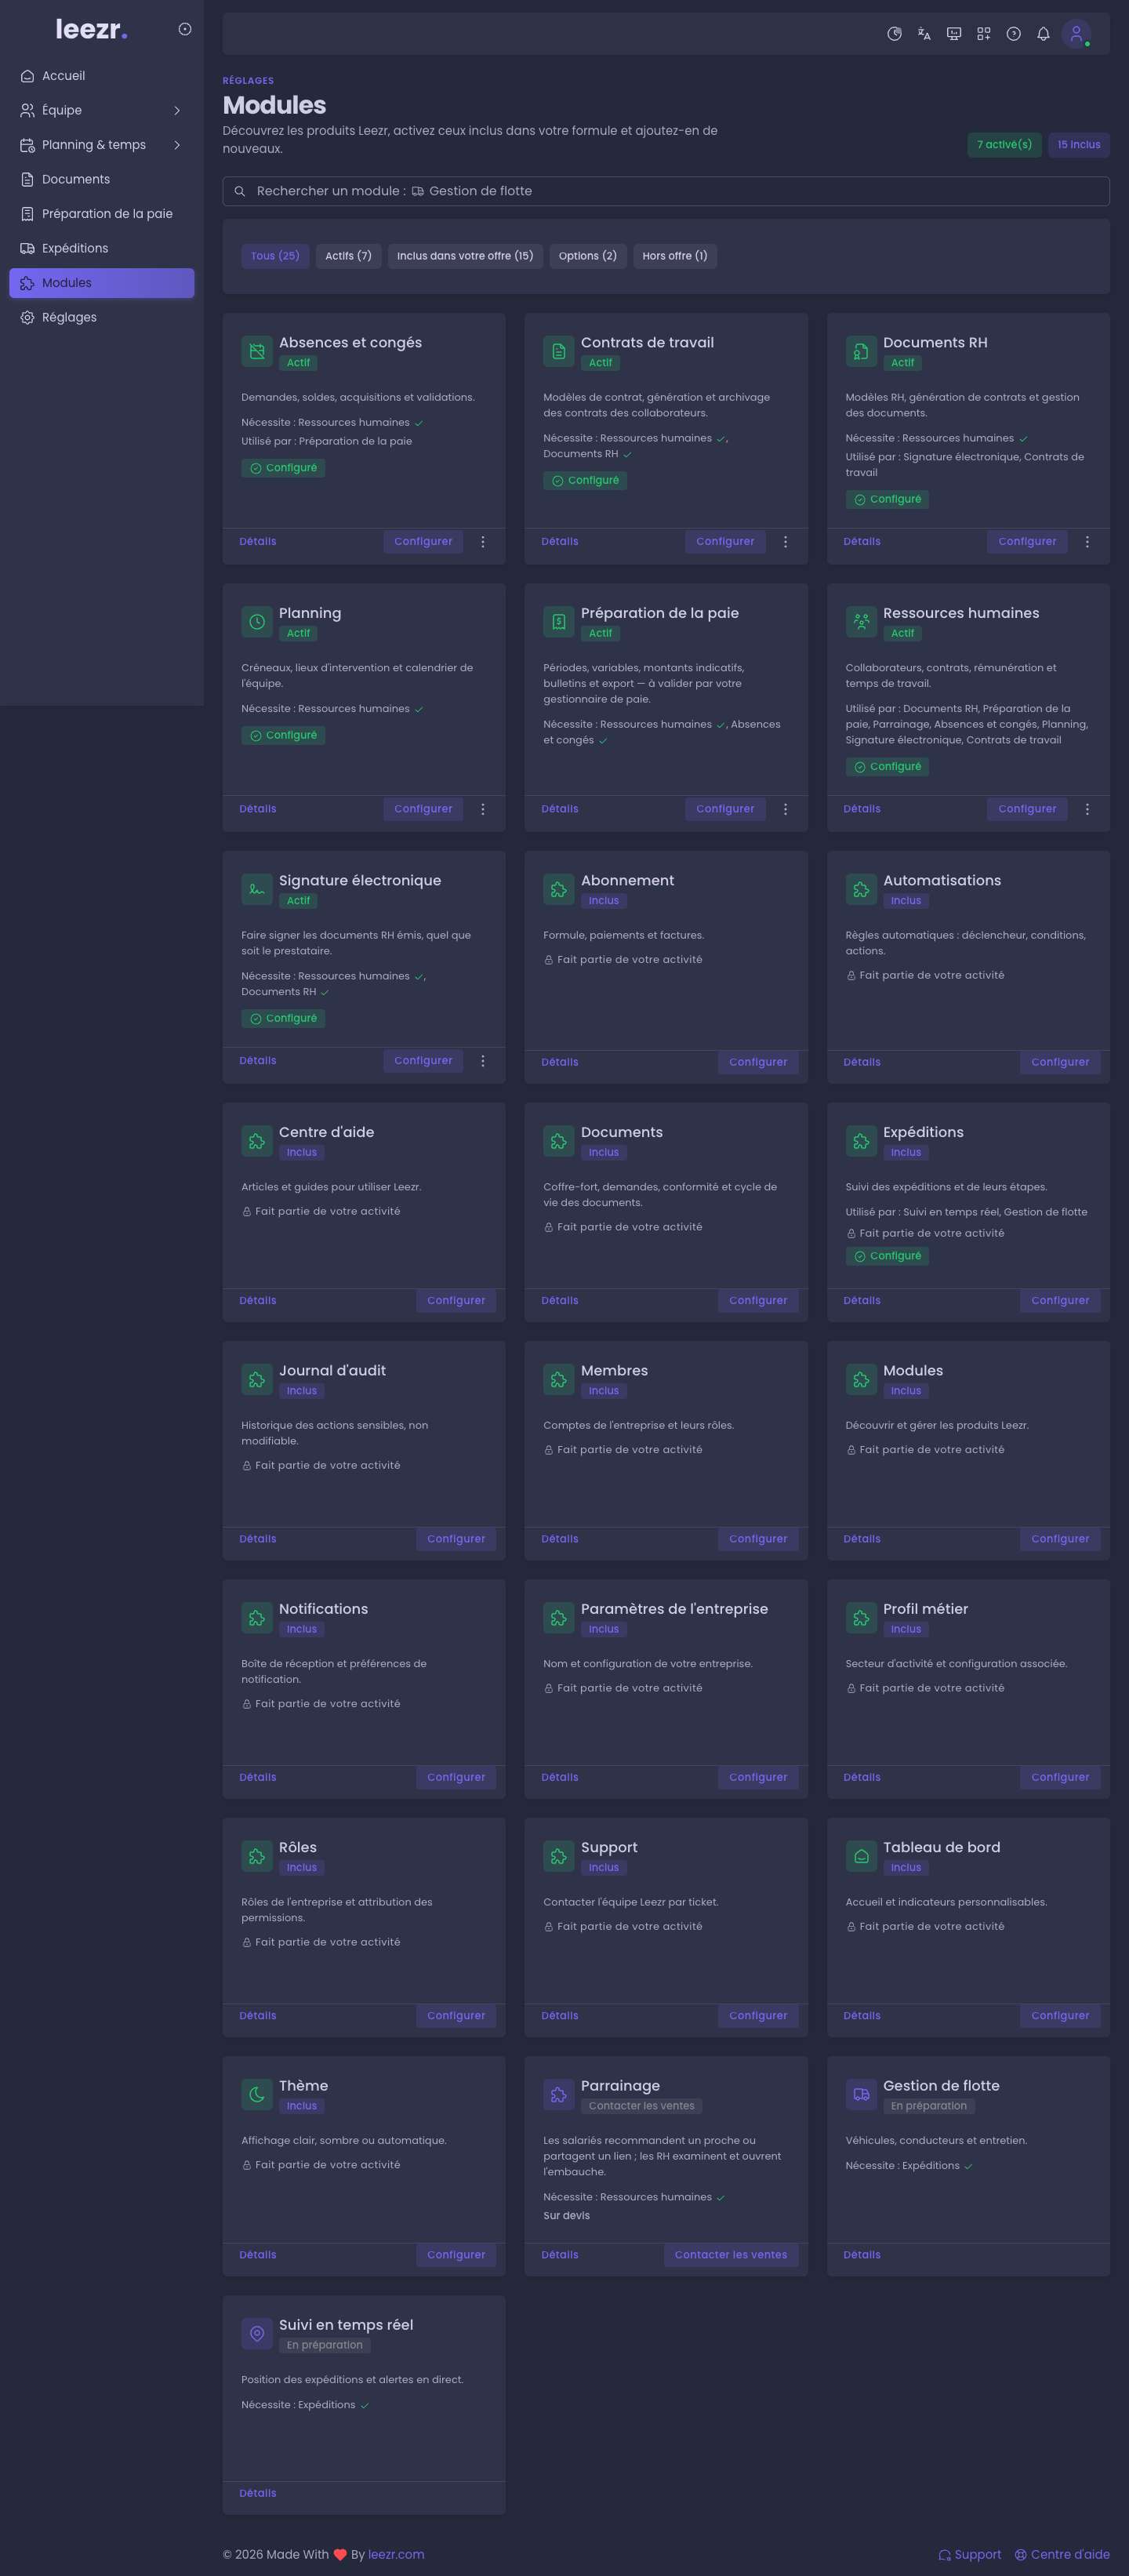 leezr.
Accueil
Équipe
Planning & temps
Documents
Préparation de la paie
Expéditions
Modules
Réglages
RÉGLAGES
Modules
Découvrez les produits Leezr, activez ceux inclus dans votre formule et ajoutez-en de
nouveaux.
7 activé(s) 15 inclus
Rechercher un module : Gestion de flotte
Tous (25) Actifs (7) Inclus dans votre offre (15) Options (2) Hors offre (1)
Absences et congés
Actif
Demandes, soldes, acquisitions et validations.
Nécessite : Ressources humaines
Utilisé par : Préparation de la paie
Configuré
Détails Configurer
Contrats de travail
Actif
Modèles de contrat, génération et archivage
des contrats des collaborateurs.
Nécessite : Ressources humaines ,
Documents RH
Configuré
Détails Configurer
Documents RH
Actif
Modèles RH, génération de contrats et gestion
des documents.
Nécessite : Ressources humaines
Utilisé par : Signature électronique, Contrats de
travail
Configuré
Détails Configurer
Planning
Actif
Créneaux, lieux d'intervention et calendrier de
l'équipe.
Nécessite : Ressources humaines
Configuré
Détails Configurer
Préparation de la paie
Actif
Périodes, variables, montants indicatifs,
bulletins et export — à valider par votre
gestionnaire de paie.
Nécessite : Ressources humaines , Absences
et congés
Détails Configurer
Ressources humaines
Actif
Collaborateurs, contrats, rémunération et
temps de travail.
Utilisé par : Documents RH, Préparation de la
paie, Parrainage, Absences et congés, Planning,
Signature électronique, Contrats de travail
Configuré
Détails Configurer
Signature électronique
Actif
Faire signer les documents RH émis, quel que
soit le prestataire.
Nécessite : Ressources humaines ,
Documents RH
Configuré
Détails Configurer
Abonnement
Inclus
Formule, paiements et factures.
Fait partie de votre activité
Détails Configurer
Automatisations
Inclus
Règles automatiques : déclencheur, conditions,
actions.
Fait partie de votre activité
Détails Configurer
Centre d'aide
Inclus
Articles et guides pour utiliser Leezr.
Fait partie de votre activité
Détails Configurer
Documents
Inclus
Coffre-fort, demandes, conformité et cycle de
vie des documents.
Fait partie de votre activité
Détails Configurer
Expéditions
Inclus
Suivi des expéditions et de leurs étapes.
Utilisé par : Suivi en temps réel, Gestion de flotte
Fait partie de votre activité
Configuré
Détails Configurer
Journal d'audit
Inclus
Historique des actions sensibles, non
modifiable.
Fait partie de votre activité
Détails Configurer
Membres
Inclus
Comptes de l'entreprise et leurs rôles.
Fait partie de votre activité
Détails Configurer
Modules
Inclus
Découvrir et gérer les produits Leezr.
Fait partie de votre activité
Détails Configurer
Notifications
Inclus
Boîte de réception et préférences de
notification.
Fait partie de votre activité
Détails Configurer
Paramètres de l'entreprise
Inclus
Nom et configuration de votre entreprise.
Fait partie de votre activité
Détails Configurer
Profil métier
Inclus
Secteur d'activité et configuration associée.
Fait partie de votre activité
Détails Configurer
Rôles
Inclus
Rôles de l'entreprise et attribution des
permissions.
Fait partie de votre activité
Détails Configurer
Support
Inclus
Contacter l'équipe Leezr par ticket.
Fait partie de votre activité
Détails Configurer
Tableau de bord
Inclus
Accueil et indicateurs personnalisables.
Fait partie de votre activité
Détails Configurer
Thème
Inclus
Affichage clair, sombre ou automatique.
Fait partie de votre activité
Détails Configurer
Parrainage
Contacter les ventes
Les salariés recommandent un proche ou
partagent un lien ; les RH examinent et ouvrent
l'embauche.
Nécessite : Ressources humaines
Sur devis
Détails Contacter les ventes
Gestion de flotte
En préparation
Véhicules, conducteurs et entretien.
Nécessite : Expéditions
Détails
Suivi en temps réel
En préparation
Position des expéditions et alertes en direct.
Nécessite : Expéditions
Détails
© 2026 Made With By leezr.com
Support Centre d'aide